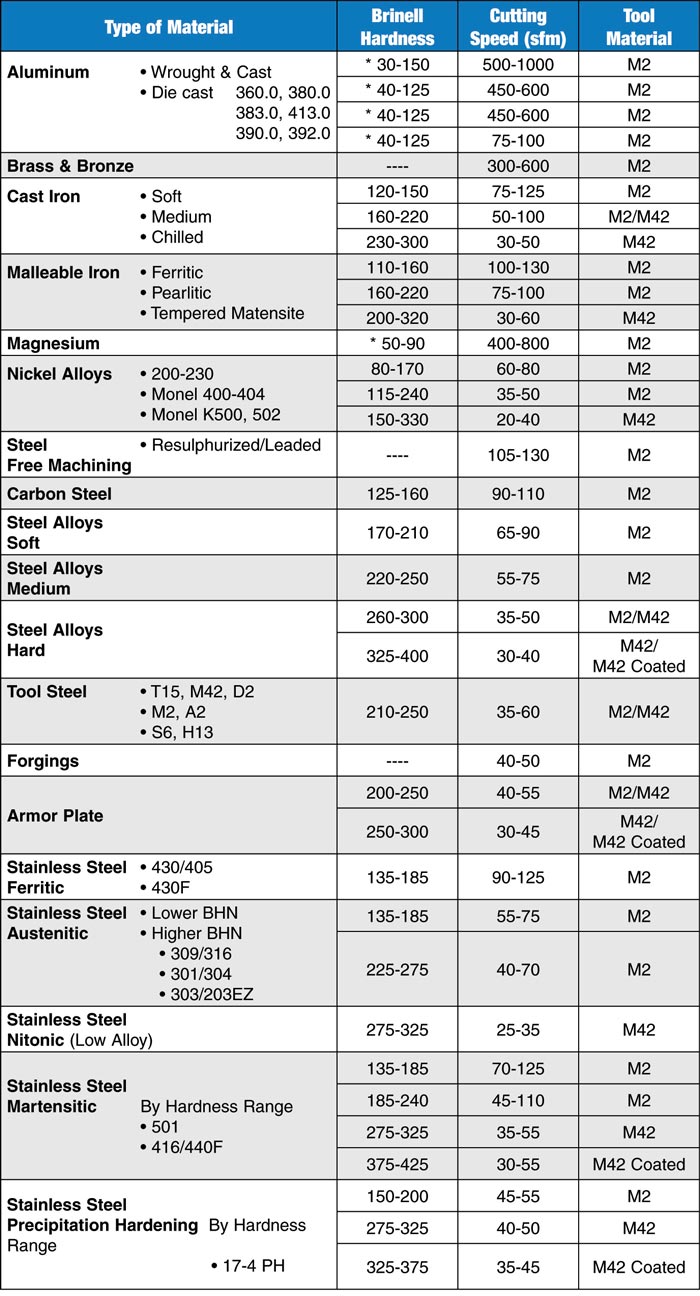 Type of Material Brinell Hardness Cutting Speed (sfm) Tool Material
Aluminum • Wrought & Cast * 30-150 500-1000 M2
• Die cast 360.0, 380.0 * 40-125 450-600 M2
383.0, 413.0 * 40-125 450-600 M2
390.0, 392.0 * 40-125 75-100 M2
Brass & Bronze ---- 300-600 M2
Cast Iron • Soft 120-150 75-125 M2
• Medium 160-220 50-100 M2/M42
• Chilled 230-300 30-50 M42
Malleable Iron • Ferritic 110-160 100-130 M2
• Pearlitic 160-220 75-100 M2
• Tempered Matensite 200-320 30-60 M42
Magnesium * 50-90 400-800 M2
Nickel Alloys • 200-230 80-170 60-80 M2
• Monel 400-404 115-240 35-50 M2
• Monel K500, 502 150-330 20-40 M42
Steel • Resulphurized/Leaded
Free Machining ---- 105-130 M2
Carbon Steel 125-160 90-110 M2
Steel Alloys
Soft 170-210 65-90 M2
Steel Alloys
Medium 220-250 55-75 M2
Steel Alloys 260-300 35-50 M2/M42
Hard 325-400 30-40 M42/
M42 Coated
Tool Steel • T15, M42, D2
• M2, A2 210-250 35-60 M2/M42
• S6, H13
Forgings ---- 40-50 M2
Armor Plate 200-250 40-55 M2/M42
250-300 30-45 M42/
M42 Coated
Stainless Steel • 430/405
Ferritic • 430F 135-185 90-125 M2
Stainless Steel • Lower BHN 135-185 55-75 M2
Austenitic • Higher BHN
• 309/316
• 301/304 225-275 40-70 M2
• 303/203EZ
Stainless Steel
Nitonic (Low Alloy) 275-325 25-35 M42
Stainless Steel 135-185 70-125 M2
Martensitic By Hardness Range 185-240 45-110 M2
• 501 275-325 35-55 M42
• 416/440F 375-425 30-55 M42 Coated
Stainless Steel 150-200 45-55 M2
Precipitation Hardening By Hardness 275-325 40-50 M42
Range
• 17-4 PH 325-375 35-45 M42 Coated